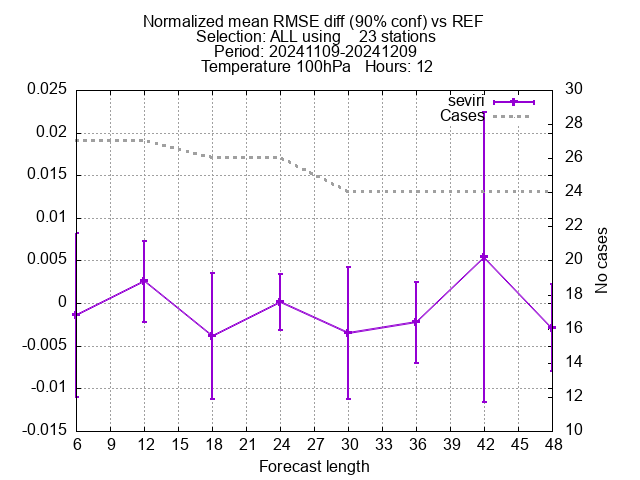 Normalized mean RMSE diff (90% conf) vs REF
Selection: ALL using    23 stations
Period: 20241109-20241209
Temperature 100hPa   Hours: 12
seviri
Cases
0.025
0.02
0.015
0.01
0.005
0
-0.005
-0.01
-0.015
30
28
26
24
22
20
18
16
14
12
10
No cases
6 9 12 15 18 21 24 27 30 33 36 39 42 45 48
Forecast length